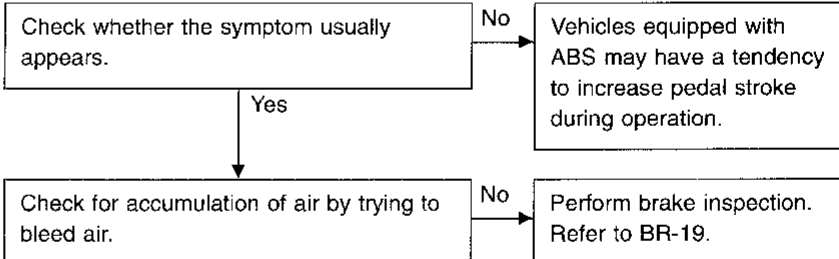 Check whether the symptom usually
appears.
No
Vehicles equipped with
ABS may have a tendency
to increase pedal stroke
during operation.
Yes
Check for accumulation of air by trying to
bleed air.
No
Perform brake inspection.
Refer to BR-19.